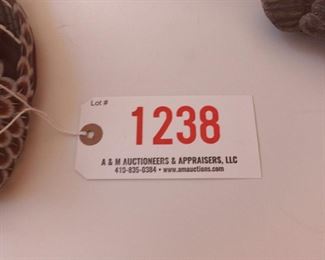 Lot #
1238
A & M AUCTIONEERS & APPRAISERS, LLC
410-835-0384 • www.amauctions.com